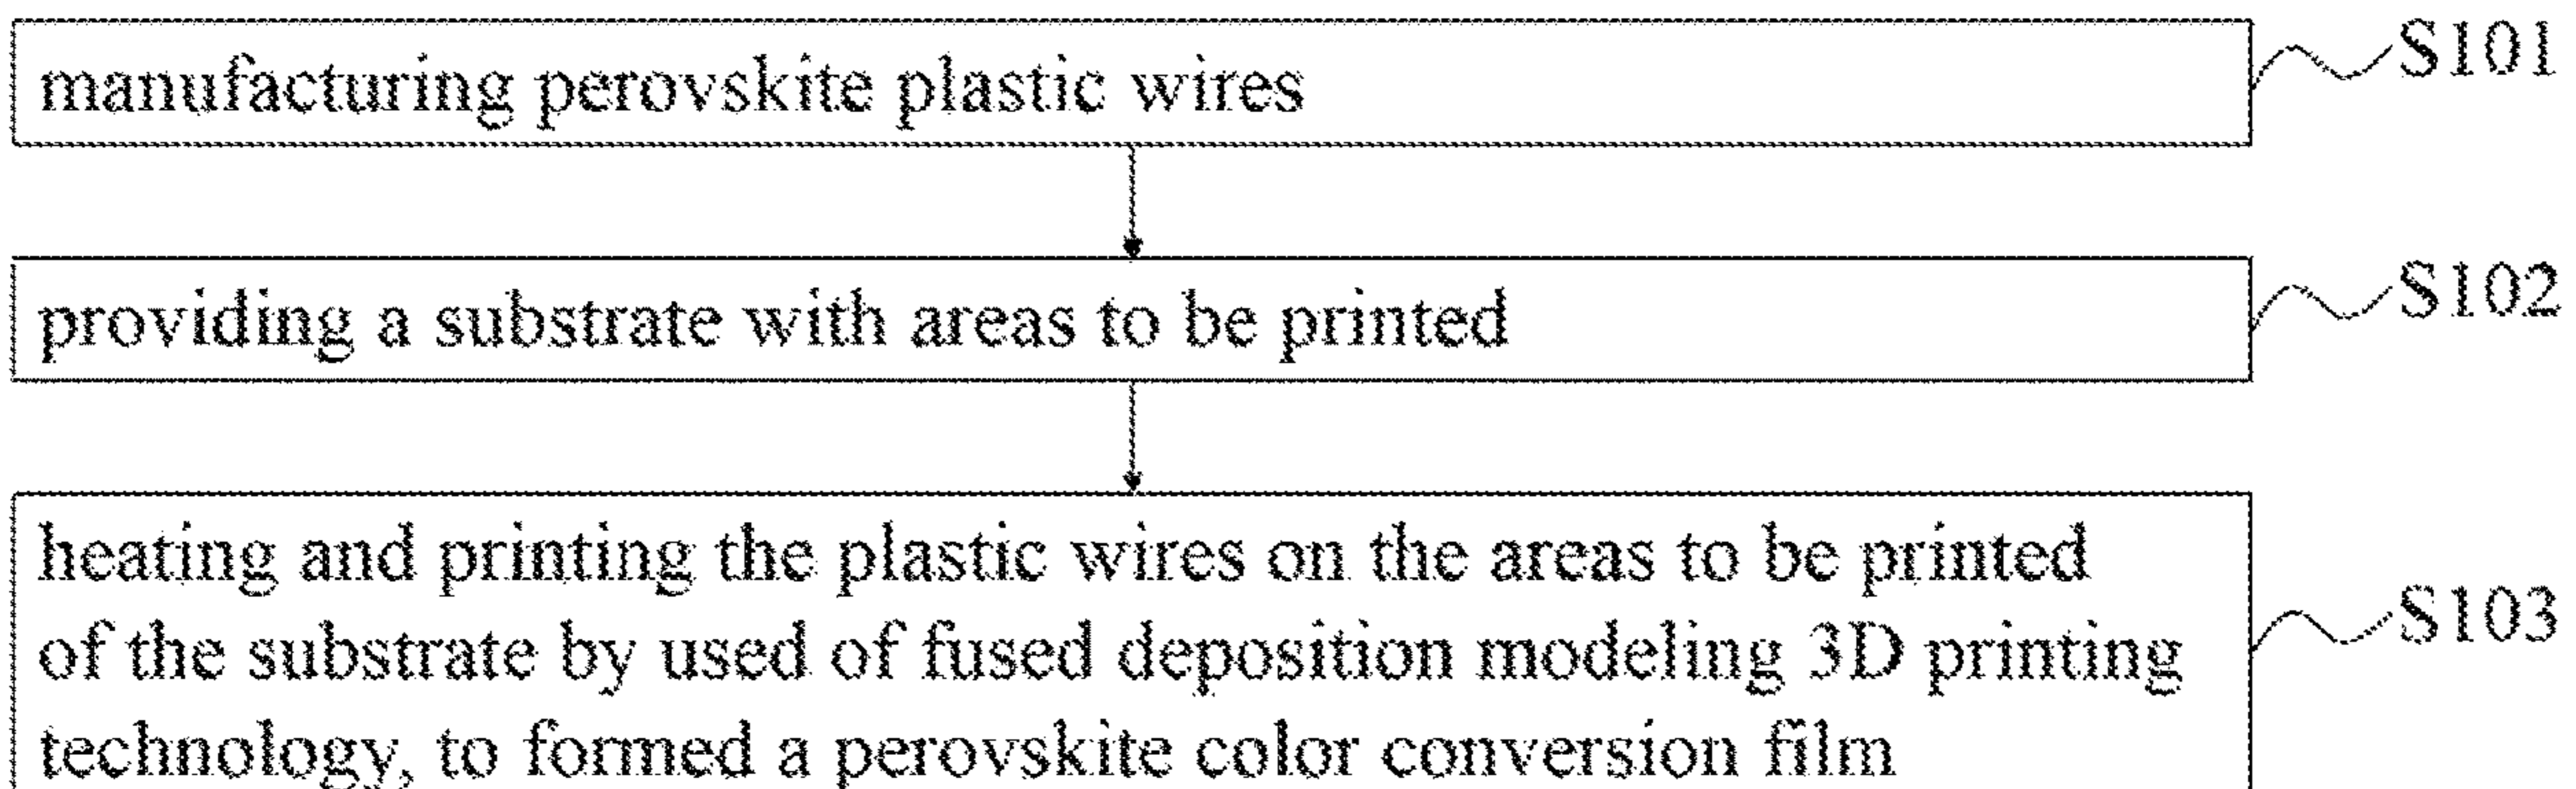 manufacturing perovskite plastic wires
S101
providing a substrate with areas to be printed
S102
heating and printing the plastic wires on the areas to be printed
of the substrate by used of fused deposition modeling 3D printing
technology, to formed a perovskite color conversion film
S103